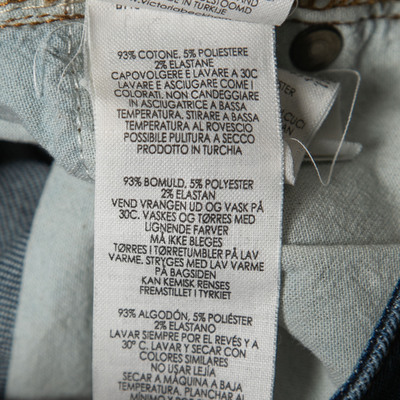 MADE IN TURKIJE
93% COTONE, 5% POLIESTERE
2% ELASTANE
CAPOVOLGERE E LAVARE A 30C
LAVARE E ASCIUGARE COME I
COLORATI, NON CANDEGGIARE
IN ASCIUGATRICE A BASSA
TEMPERATURA. STIRARE A BASSA
TEMPERATURA AL ROVESCIO
POSSIBILE PULITURA A SECCO
PRODOTTO IN TURCHIA
93% BOMULD, 5% POLYESTER
2% ELASTAN
VEND VRANGEN UD OG VASK PÅ
30C. VASKES OG TØRRES MED
LIGNENDE FARVER
MÅ IKKE BLEGES
TØRRES I TØRRETUMBLER PÅ LAV
VARME. STRYGES MED LAV VARME
PÅ BAGSIDEN
KAN KEMISK RENSES
FREMSTILLET I TYRKIET
93% ALGODÓN, 5% POLIÉSTER
2% ELASTANO
LAVAR SIEMPRE POR EL REVÉS Y A
30º C. LAVAR Y SECAR CON
COLORES SIMILARES
NO USAR LEJÍA
SECAR A MÁQUINA A BAJA
TEMPERATURA, PLANCHAR AL